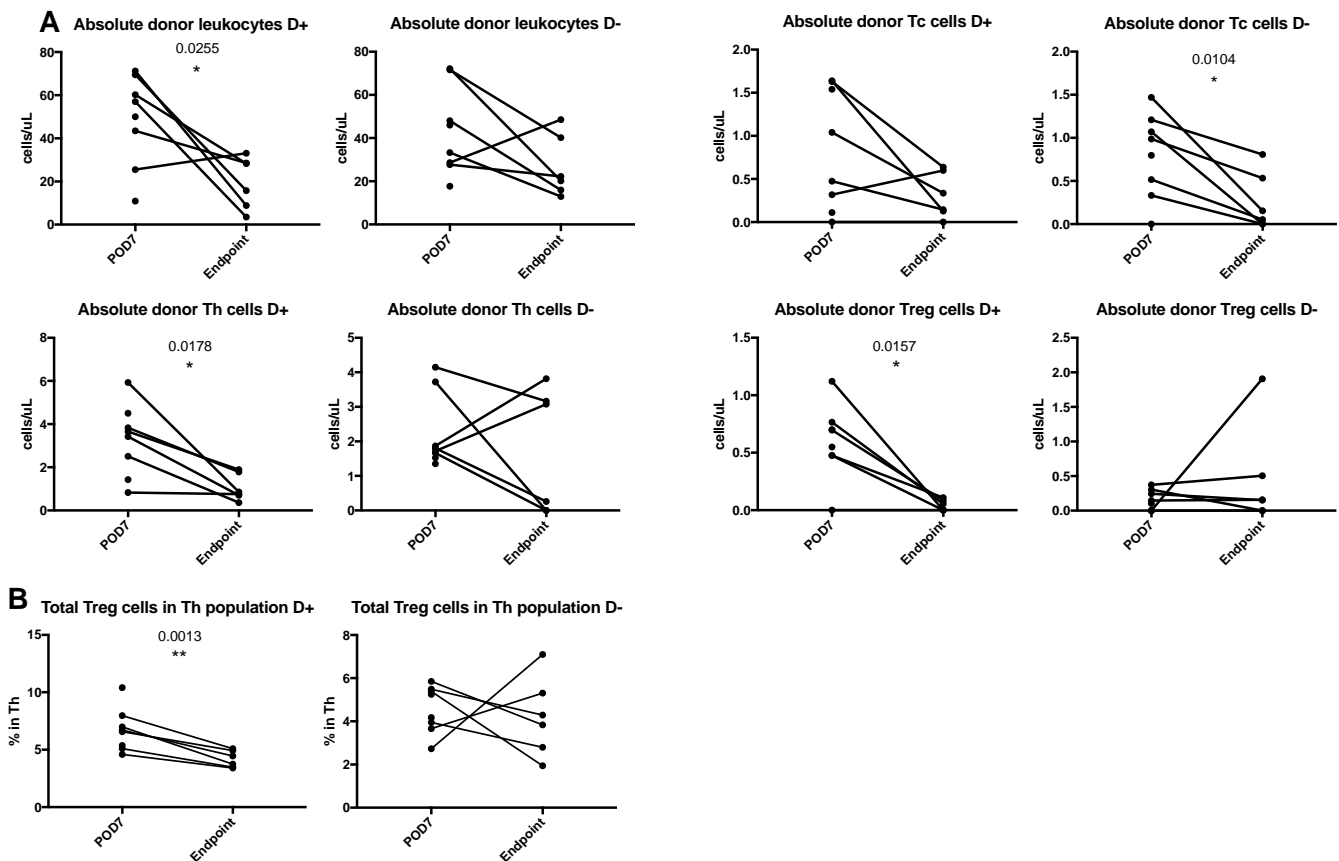 A
Absolute donor leukocytes D+
0.0255
*
80
60
40
20
0
cells/uL
POD7
Endpoint
Absolute donor leukocytes D-
80
60
40
20
0
cells/uL
POD7
Endpoint
Absolute donor Tc cells D+
2.0
1.5
1.0
0.5
0.0
cells/uL
POD7
Endpoint
Absolute donor Tc cells D-
0.0104
*
2.0
1.5
1.0
0.5
0.0
cells/uL
POD7
Endpoint
Absolute donor Th cells D+
0.0178
*
8
6
4
2
0
cells/uL
POD7
Endpoint
Absolute donor Th cells D-
5
4
3
2
1
0
cells/uL
POD7
Endpoint
Absolute donor Treg cells D+
0.0157
*
1.5
1.0
0.5
0.0
cells/uL
POD7
Endpoint
Absolute donor Treg cells D-
2.5
2.0
1.5
1.0
0.5
0.0
cells/uL
POD7
Endpoint
B
Total Treg cells in Th population D+
0.0013
**
15
10
5
0
% in Th
POD7
Endpoint
Total Treg cells in Th population D-
8
6
4
2
0
% in Th
POD7
Endpoint